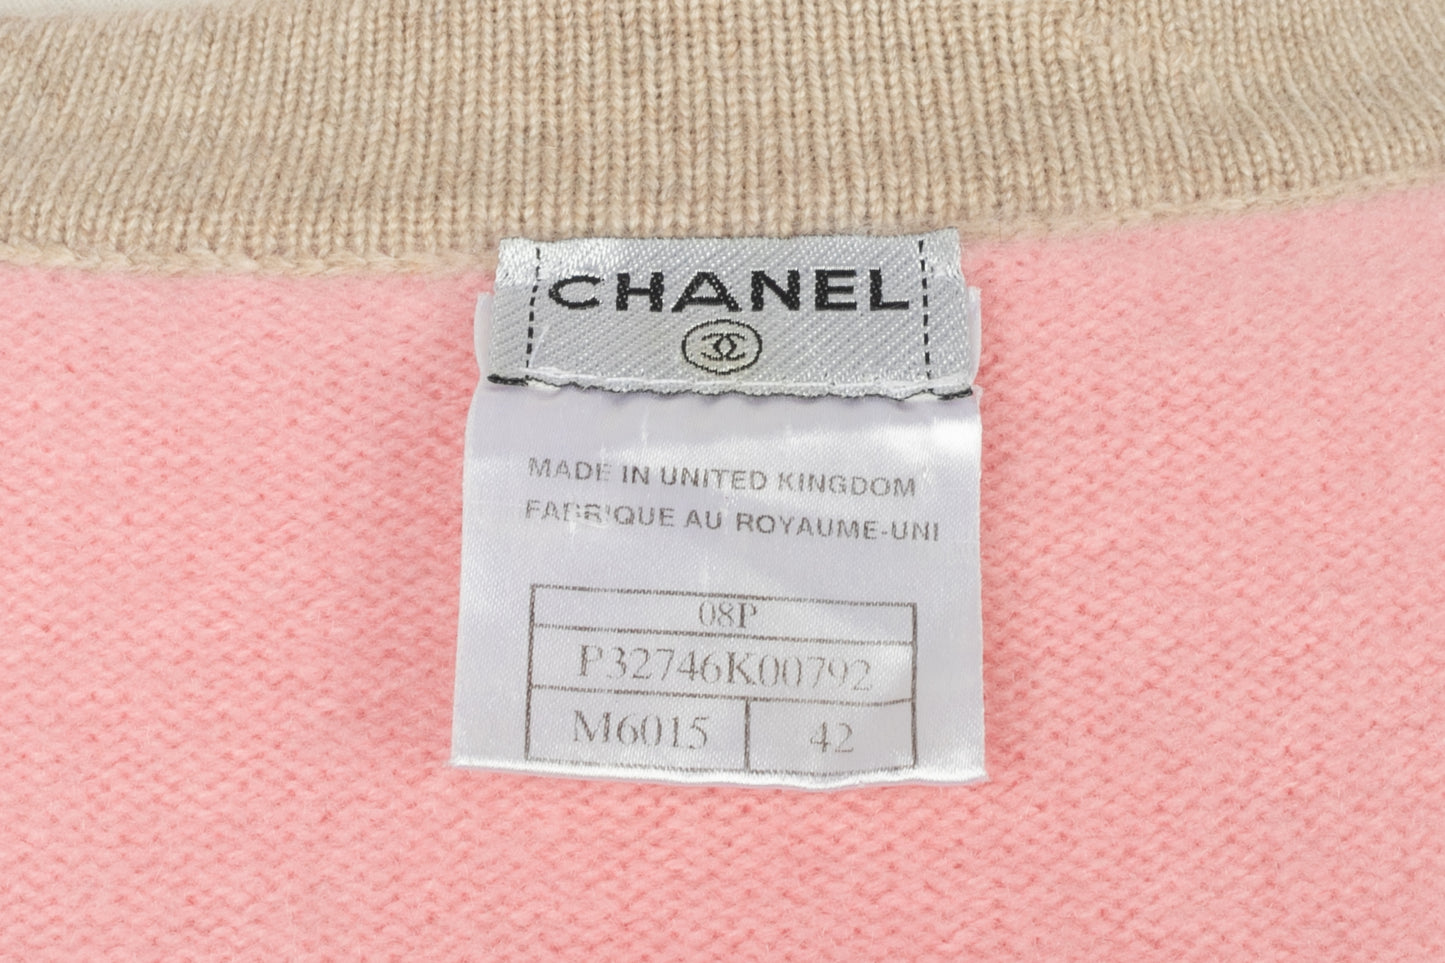 CHANEL
MADE IN UNITED KINGDOM
FABRIQUE AU ROYAUME-UNI
08P
P32746K00792
M6015 42